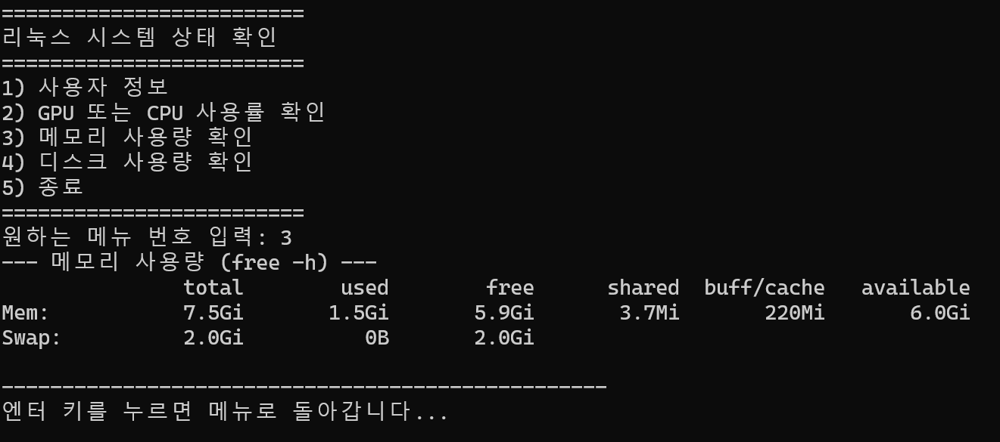 =========================
리눅스 시스템 상태 확인
=========================
1) 사용자 정보
2) GPU 또는 CPU 사용률 확인
3) 메모리 사용량 확인
4) 디스크 사용량 확인
5) 종료
=========================
원하는 메뉴 번호 입력: 3
--- 메모리 사용량 (free -h) ---
               total        used        free      shared  buff/cache   available
Mem:           7.5Gi       1.5Gi       5.9Gi       3.7Mi       220Mi       6.0Gi
Swap:          2.0Gi          0B       2.0Gi
--------------------------------------------------
엔터 키를 누르면 메뉴로 돌아갑니다...